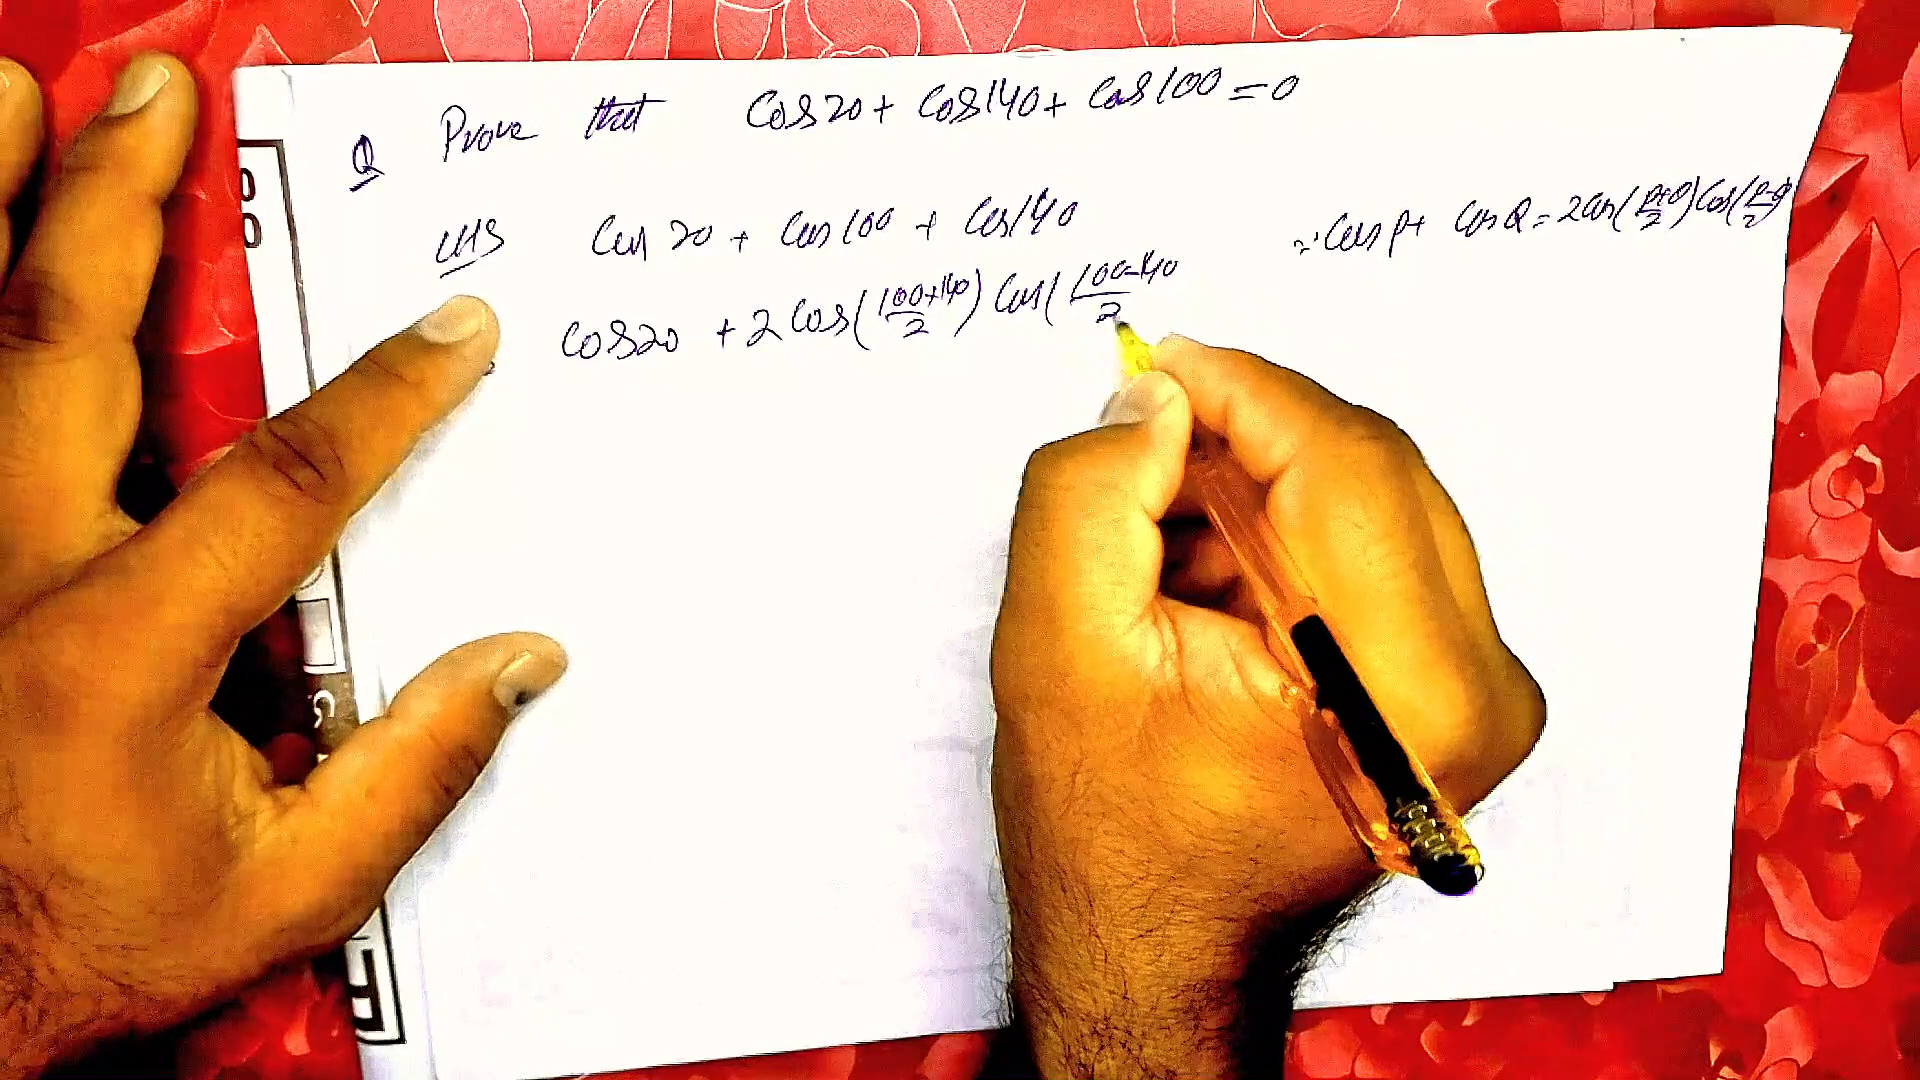 Q Prove that Cos20 + Cos140 + Cos100 = 0
LHS Cos 20 + Cos 100 + Cos140
∵ Cos P + Cos Q = 2Cos(P+Q/2) Cos(P-Q/2)
Cos20 + 2 Cos(100+140/2) Cos(100-140/2